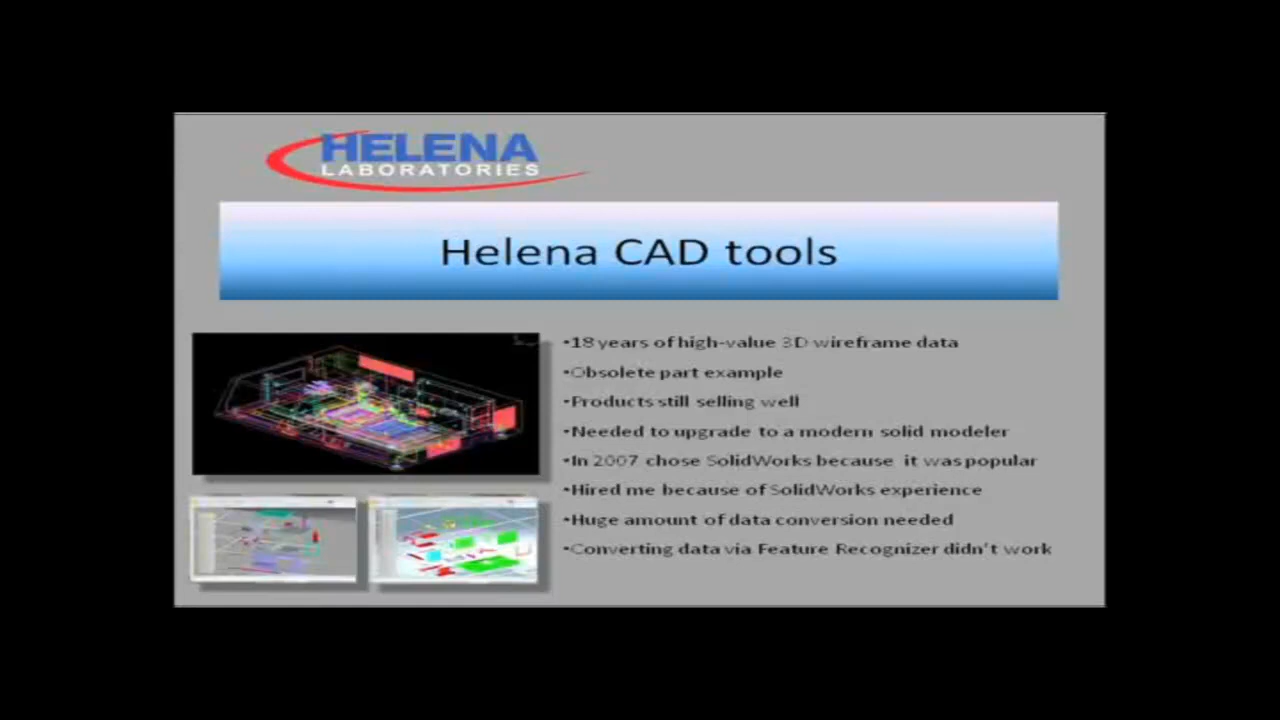 HELENA
LABORATORIES
Helena CAD tools
•18 years of high-value 3D wireframe data
•Obsolete part example
•Products still selling well
•Needed to upgrade to a modern solid modeler
•In 2007 chose SolidWorks because it was popular
•Hired me because of SolidWorks experience
•Huge amount of data conversion needed
•Converting data via Feature Recognizer didn't work